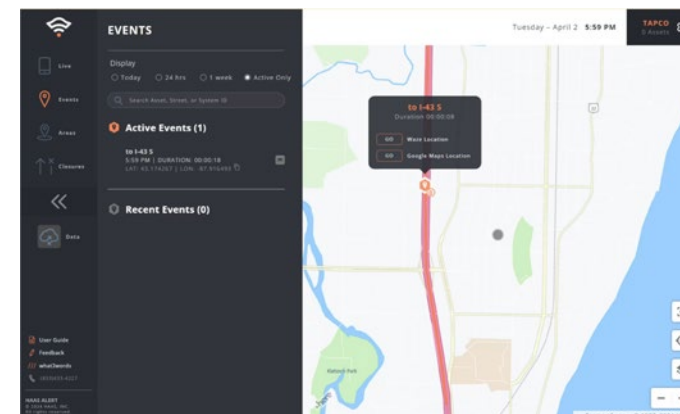 EVENTS
Tuesday – April 2 5:59 PM
TAPCO
5 Assets
Live
Events
Areas
Closures
Data
Display
Today 24 hrs 1 week Active Only
Search Asset, Street, or System ID
Active Events (1)
to I-43 S
5:59 PM | DURATION: 00:00:18
Recent Events (0)
to I-43 S
Duration 00:00:18
GO Waze Location
GO Google Maps Location
User Guide
Feedback
what3words
HAAS ALERT